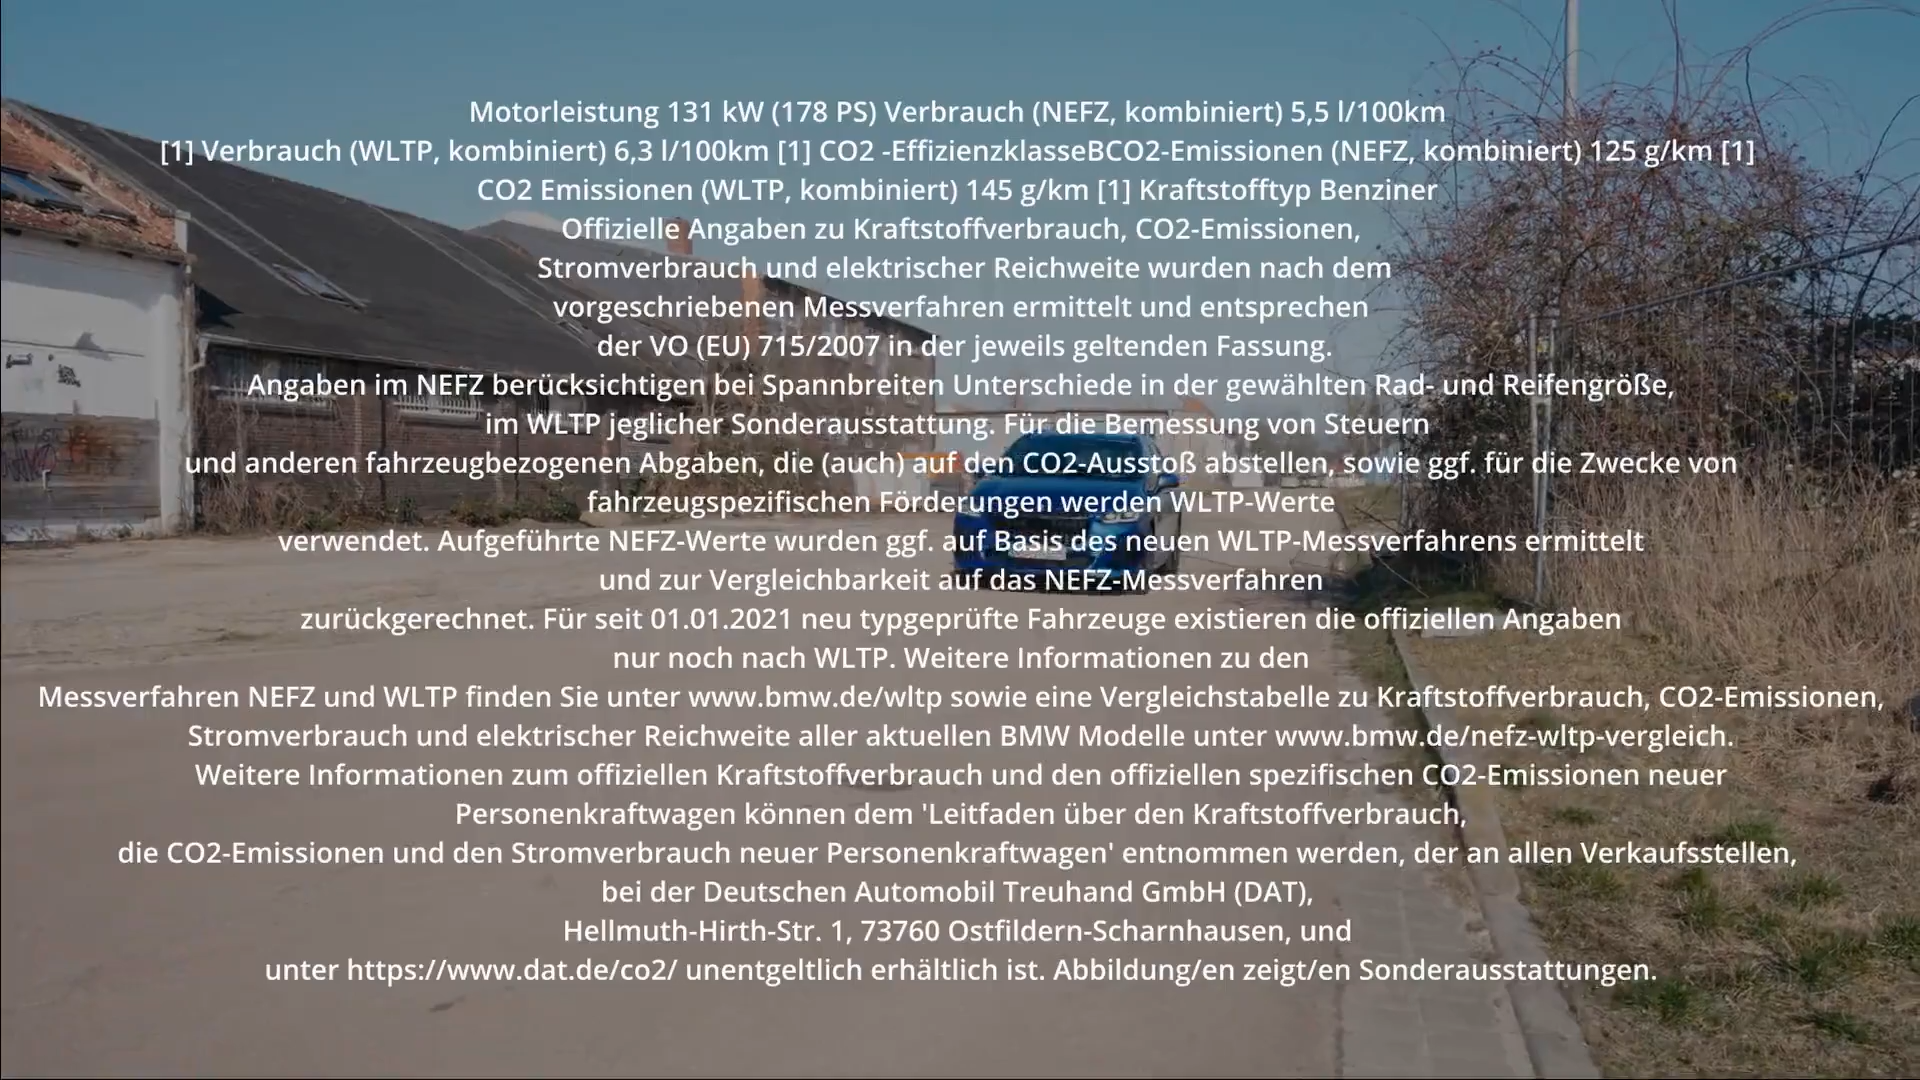 Motorleistung 131 kW (178 PS) Verbrauch (NEFZ, kombiniert) 5,5 l/100km
[1] Verbrauch (WLTP, kombiniert) 6,3 l/100km [1] CO2 -EffizienzklasseBCO2-Emissionen (NEFZ, kombiniert) 125 g/km [1]
CO2 Emissionen (WLTP, kombiniert) 145 g/km [1] Kraftstofftyp Benziner
Offizielle Angaben zu Kraftstoffverbrauch, CO2-Emissionen,
Stromverbrauch und elektrischer Reichweite wurden nach dem
vorgeschriebenen Messverfahren ermittelt und entsprechen
der VO (EU) 715/2007 in der jeweils geltenden Fassung.
Angaben im NEFZ berücksichtigen bei Spannbreiten Unterschiede in der gewählten Rad- und Reifengröße,
im WLTP jeglicher Sonderausstattung. Für die Bemessung von Steuern
und anderen fahrzeugbezogenen Abgaben, die (auch) auf den CO2-Ausstoß abstellen, sowie ggf. für die Zwecke von
fahrzeugspezifischen Förderungen werden WLTP-Werte
verwendet. Aufgeführte NEFZ-Werte wurden ggf. auf Basis des neuen WLTP-Messverfahrens ermittelt
und zur Vergleichbarkeit auf das NEFZ-Messverfahren
zurückgerechnet. Für seit 01.01.2021 neu typgeprüfte Fahrzeuge existieren die offiziellen Angaben
nur noch nach WLTP. Weitere Informationen zu den
Messverfahren NEFZ und WLTP finden Sie unter www.bmw.de/wltp sowie eine Vergleichstabelle zu Kraftstoffverbrauch, CO2-Emissionen,
Stromverbrauch und elektrischer Reichweite aller aktuellen BMW Modelle unter www.bmw.de/nefz-wltp-vergleich.
Weitere Informationen zum offiziellen Kraftstoffverbrauch und den offiziellen spezifischen CO2-Emissionen neuer
Personenkraftwagen können dem 'Leitfaden über den Kraftstoffverbrauch,
die CO2-Emissionen und den Stromverbrauch neuer Personenkraftwagen' entnommen werden, der an allen Verkaufsstellen,
bei der Deutschen Automobil Treuhand GmbH (DAT),
Hellmuth-Hirth-Str. 1, 73760 Ostfildern-Scharnhausen, und
unter https://www.dat.de/co2/ unentgeltlich erhältlich ist. Abbildung/en zeigt/en Sonderausstattungen.